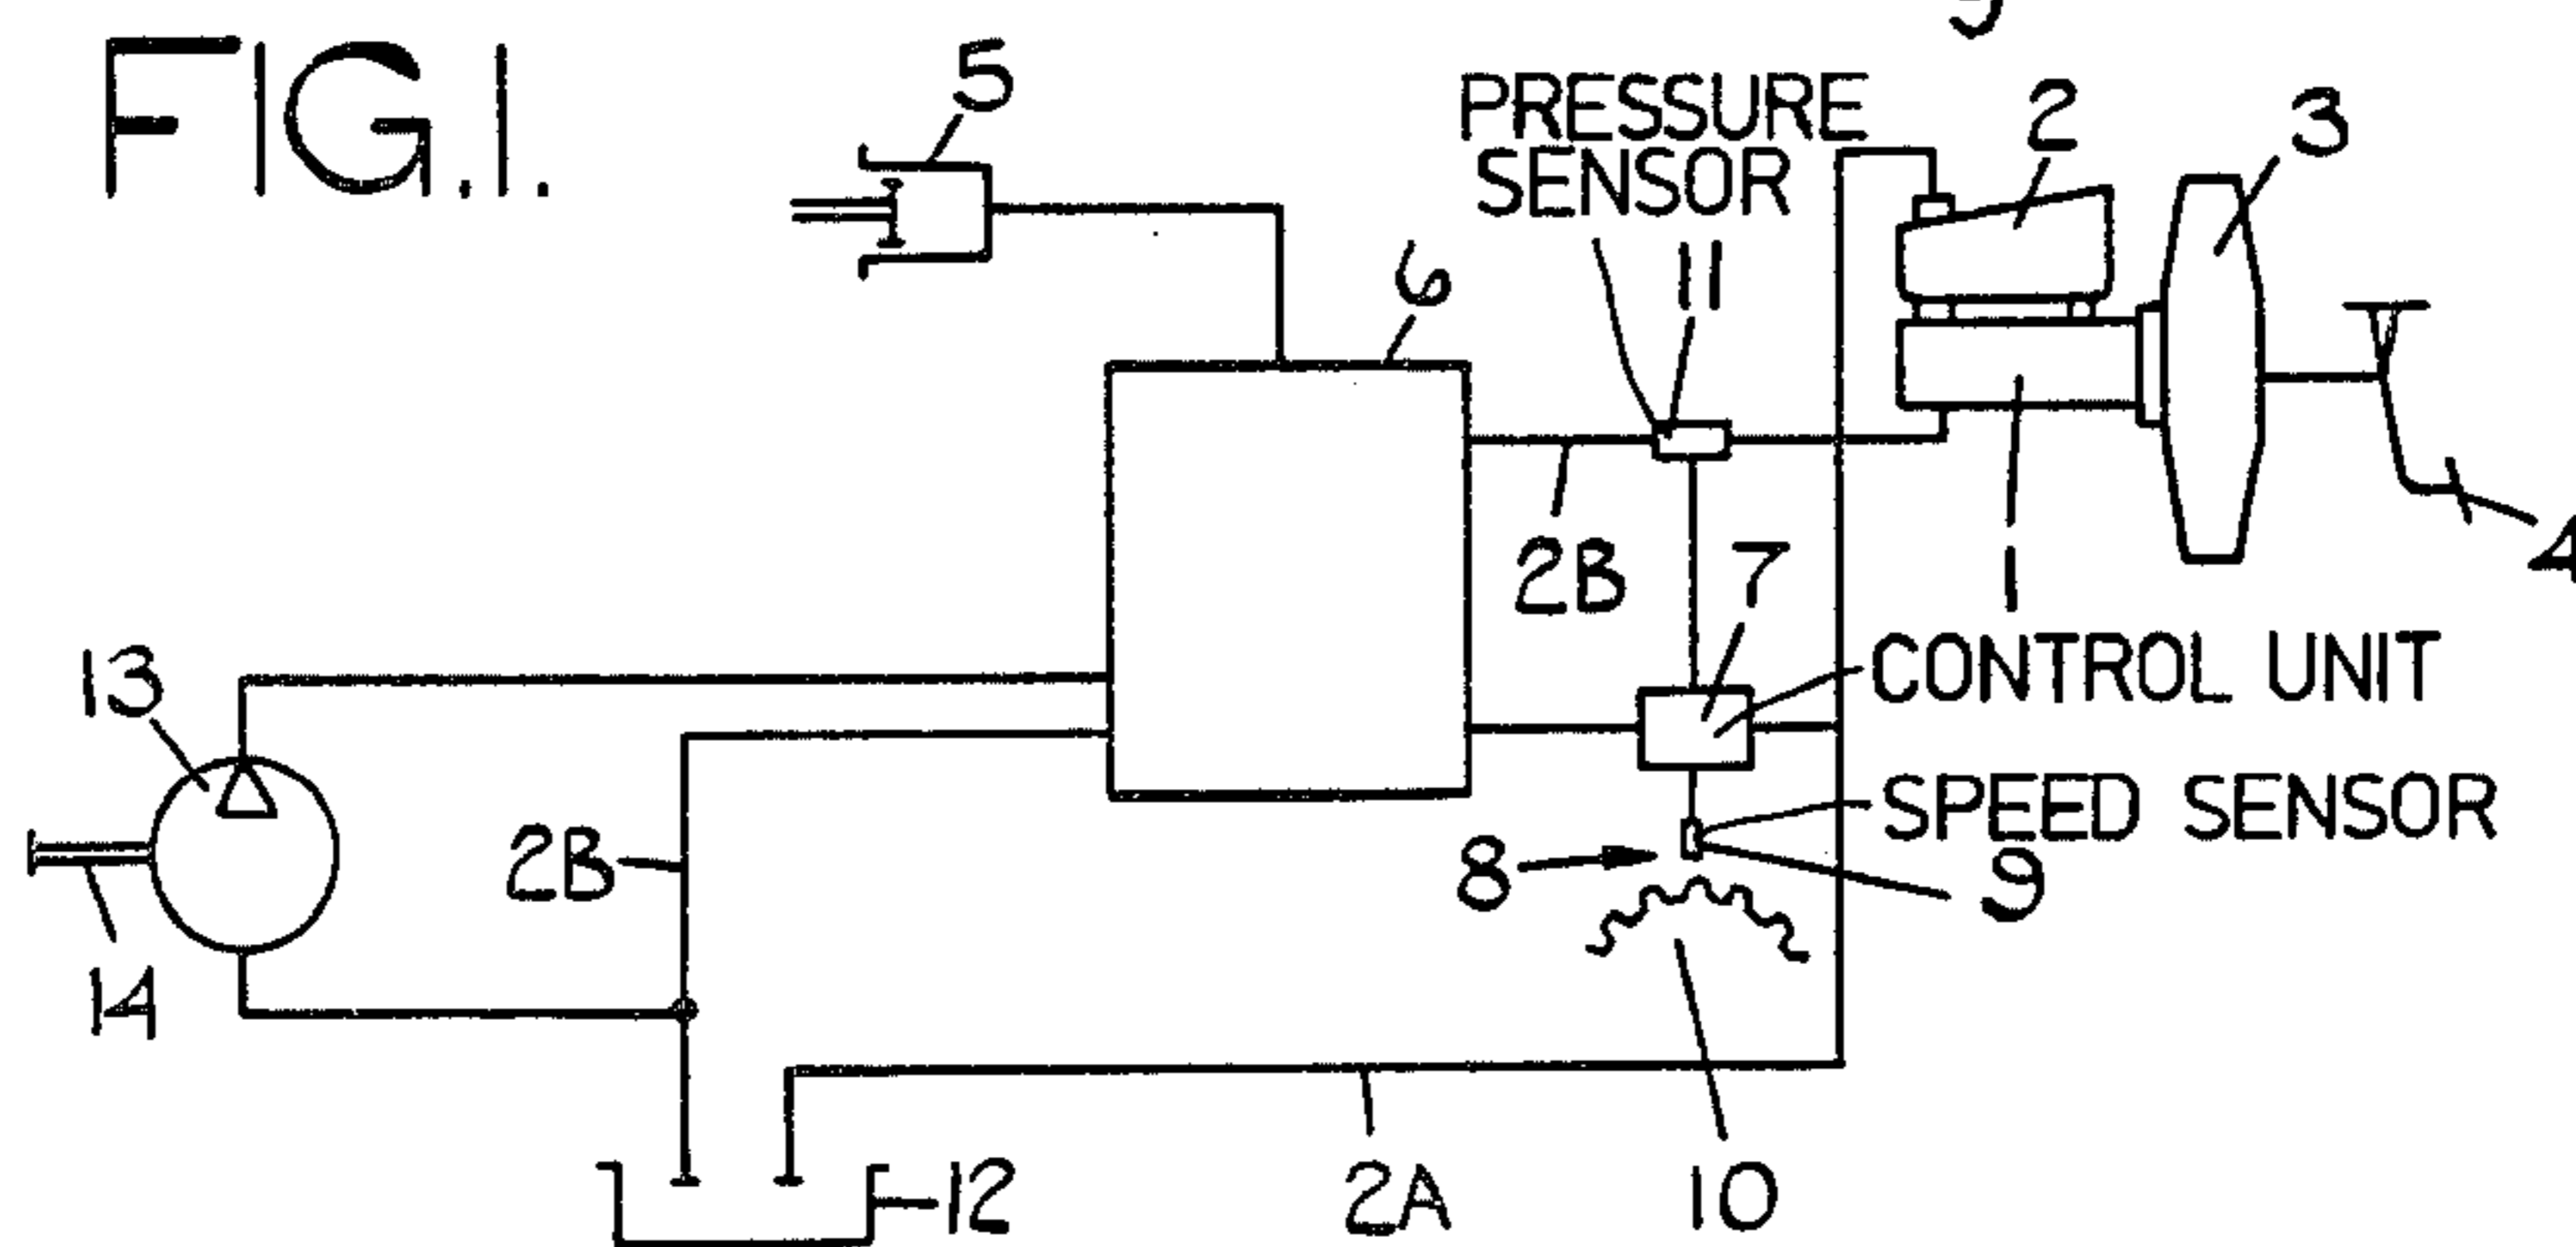 FIG.1.
5
PRESSURE
SENSOR
11
2
3
6
2B
7
1
4
CONTROL UNIT
13
SPEED SENSOR
2B
8
9
14
12
2A
10